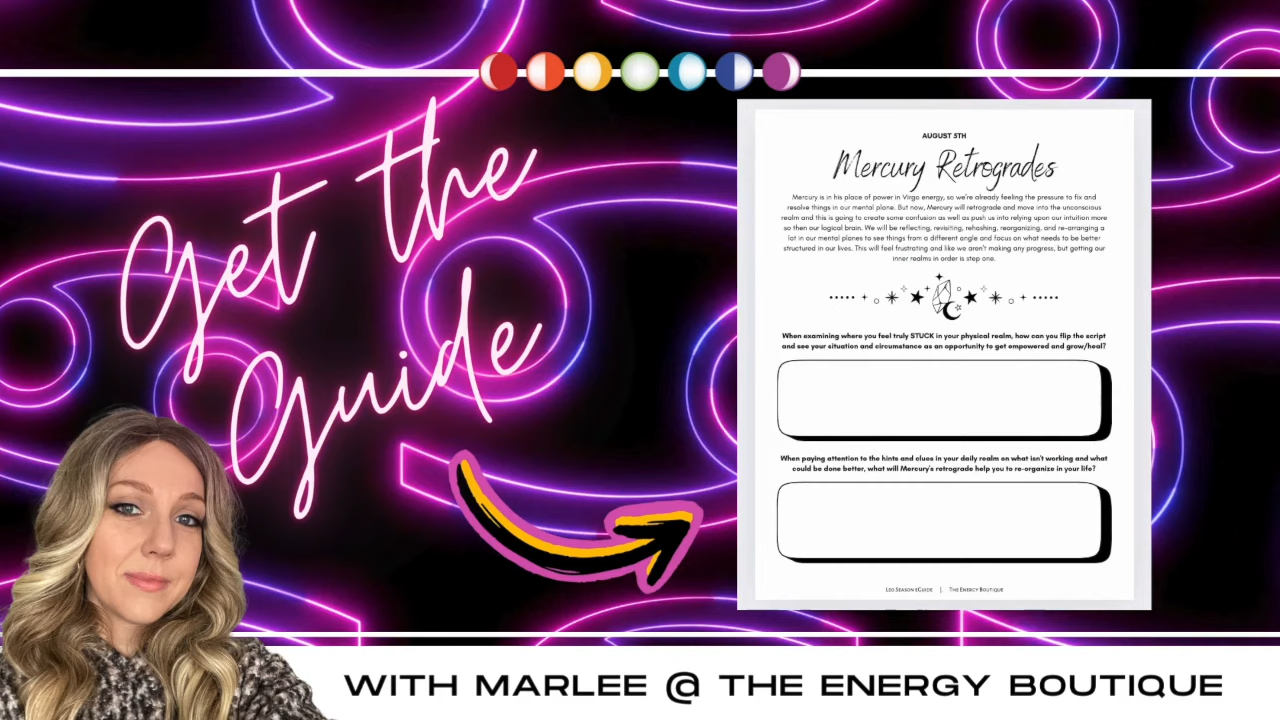 Get the
Guide
AUGUST 5TH
Mercury Retrogrades
Mercury is in his place of power in Virgo energy, so we're already feeling the pressure to fix and
resolve things in our mental plane. But now, Mercury will retrograde and move into the unconscious
realm and this is going to create some confusion as well as push us into relying upon our intuition more
so then our logical brain. We will be reflecting, revisiting, rehashing, reorganizing, and re-arranging a
lot in our mental planes to see things from a different angle and focus on what needs to be better
structured in our lives. This will feel frustrating and like we aren't making any progress, but getting our
inner realms in order is step one.
When examining where you feel truly STUCK in your physical realm, how can you flip the script
and see your situation and circumstance as an opportunity to get empowered and grow/heal?
When paying attention to the hints and clues in your daily realm on what isn't working and what
could be done better, what will Mercury's retrograde help you to re-organize in your life?
LEO SEASON EGUIDE | THE ENERGY BOUTIQUE
WITH MARLEE @ THE ENERGY BOUTIQUE